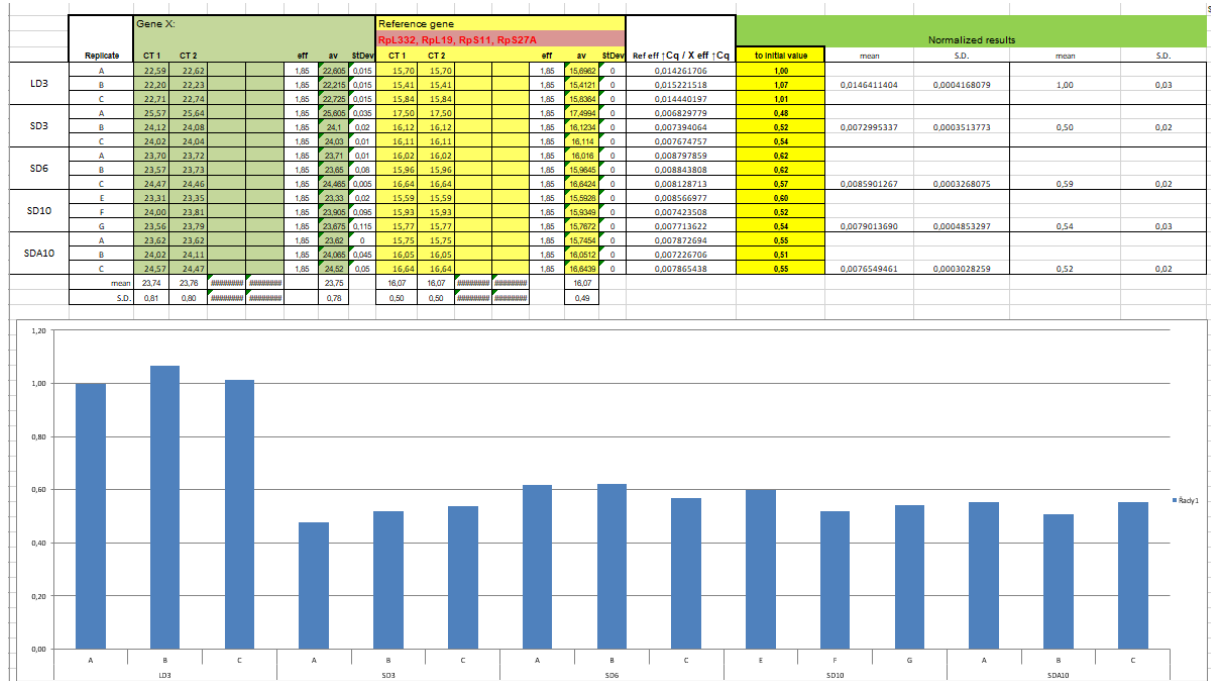 S
Gene X: Reference gene
RpL332, RpL19, RpS11, RpS27A Normalized results
Replicate CT 1 CT 2 eff av StDev CT 1 CT 2 eff av StDev Ref eff ↑Cq / X eff ↑Cq to initial value mean S.D. mean S.D.
LD3 A 22,59 22,62 1,85 22,605 0,015 15,70 15,70 1,85 15,6962 0 0,014261706 1,00
B 22,20 22,23 1,85 22,215 0,015 15,41 15,41 1,85 15,4121 0 0,015221518 1,07 0,0146411404 0,0004168079 1,00 0,03
C 22,71 22,74 1,85 22,725 0,015 15,84 15,84 1,85 15,8364 0 0,014440197 1,01
SD3 A 25,57 25,64 1,85 25,605 0,035 17,50 17,50 1,85 17,4994 0 0,006829779 0,48
B 24,12 24,08 1,85 24,1 0,02 16,12 16,12 1,85 16,1234 0 0,007394064 0,52 0,0072995337 0,0003513773 0,50 0,02
C 24,02 24,04 1,85 24,03 0,01 16,11 16,11 1,85 16,114 0 0,007674757 0,54
SD6 A 23,70 23,72 1,85 23,71 0,01 16,02 16,02 1,85 16,016 0 0,008797859 0,62
B 23,57 23,73 1,85 23,65 0,08 15,96 15,96 1,85 15,9645 0 0,008843808 0,62
C 24,47 24,46 1,85 24,465 0,005 16,64 16,64 1,85 16,6424 0 0,008128713 0,57 0,0085901267 0,0003268075 0,59 0,02
SD10 E 23,31 23,35 1,85 23,33 0,02 15,59 15,59 1,85 15,5928 0 0,008566977 0,60
F 24,00 23,81 1,85 23,905 0,095 15,93 15,93 1,85 15,9349 0 0,007423508 0,52
G 23,56 23,79 1,85 23,675 0,115 15,77 15,77 1,85 15,7672 0 0,007713622 0,54 0,0079013690 0,0004853297 0,54 0,03
SDA10 A 23,62 23,62 1,85 23,62 0 15,75 15,75 1,85 15,7454 0 0,007872694 0,55
B 24,02 24,11 1,85 24,065 0,045 16,05 16,05 1,85 16,0512 0 0,007226706 0,51
C 24,57 24,47 1,85 24,52 0,05 16,64 16,64 1,85 16,6439 0 0,007865438 0,55 0,0076549461 0,0003028259 0,52 0,02
mean 23,74 23,76 ######## ######## 23,75 16,07 16,07 ######## ######## 16,07
S.D. 0,81 0,80 ######## ######## 0,78 0,50 0,50 ######## ######## 0,49
1,20
1,00
0,80
0,60
0,40
0,20
0,00
Řady1
A B C A B C A B C E F G A B C
LD3 SD3 SD6 SD10 SDA10